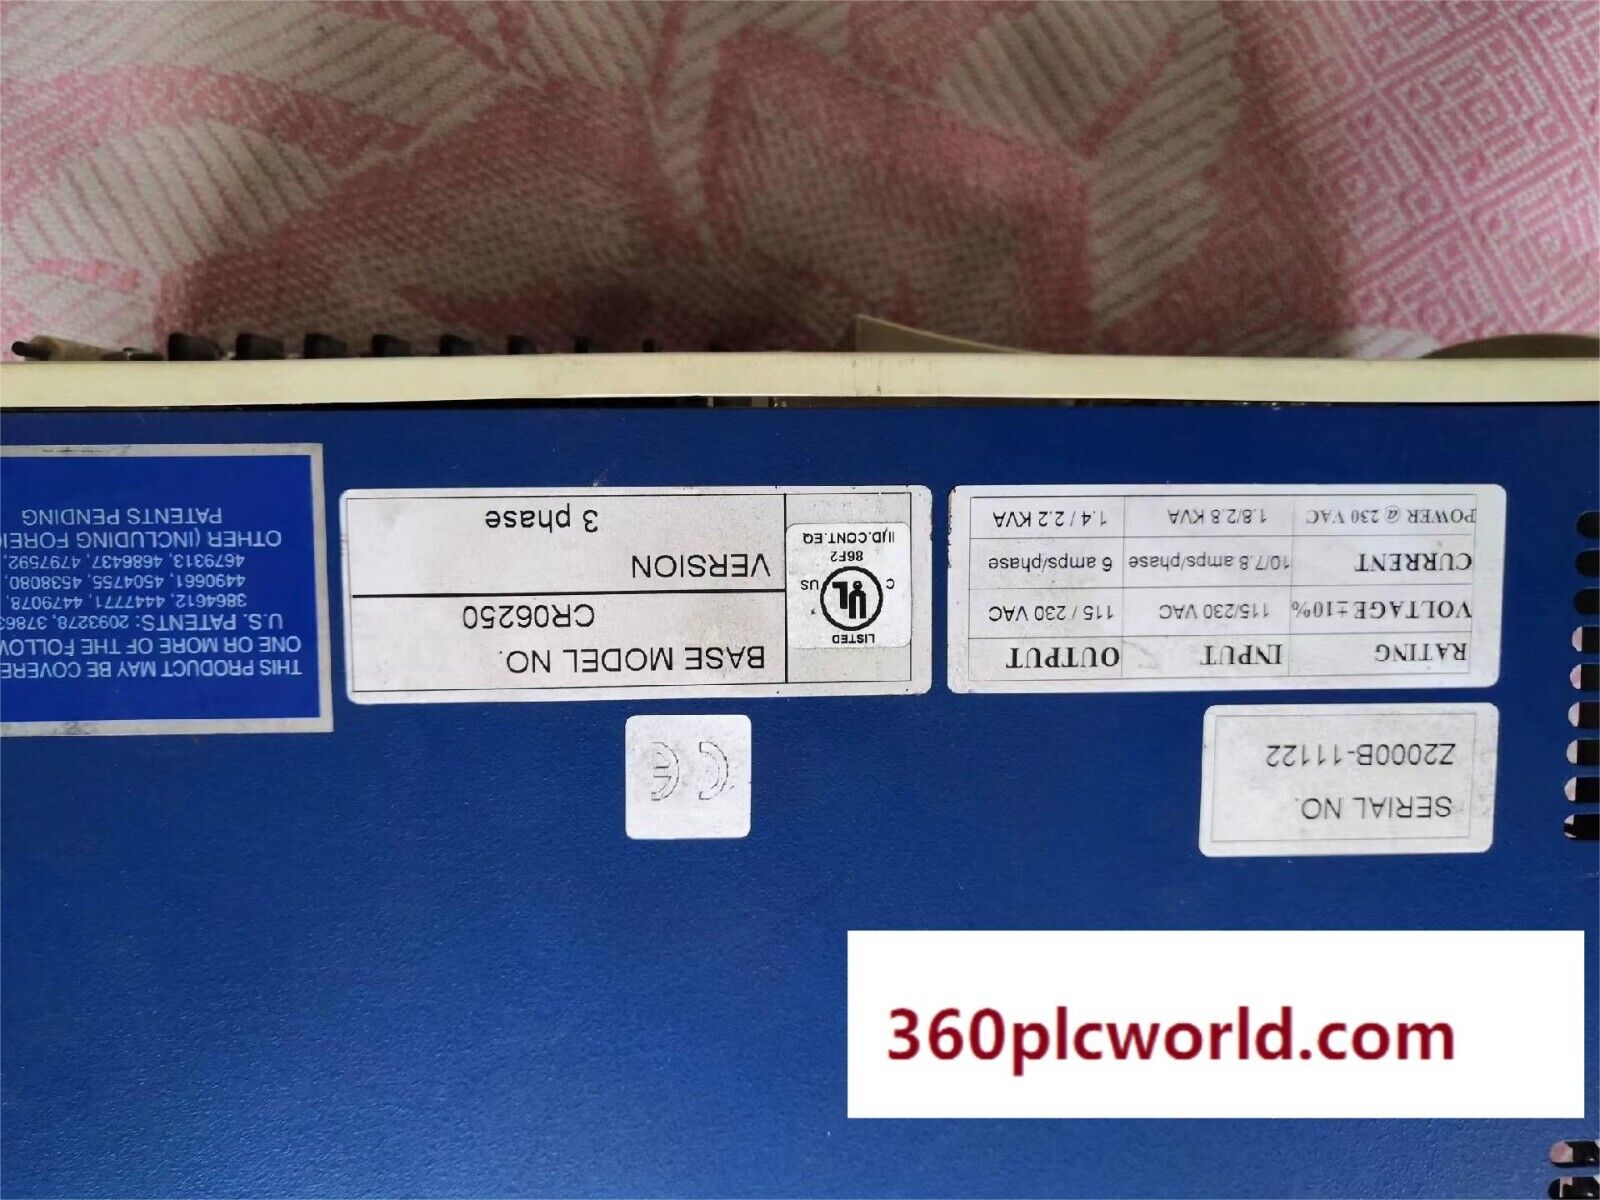 SERIAL NO.
Z2000B-11122
RATING INPUT OUTPUT
VOLTAGE±10% 115/230 VAC 115 / 230 VAC
CURRENT 10/7.8 amps/phase 6 amps/phase
POWER @ 230 VAC 1.8/2.8 KVA 1.4 / 2.2 KVA
LISTED
C UL US
86F2
IND.CONT.EQ
BASE MODEL NO.
CR06250
VERSION
3 phase
CE
THIS PRODUCT MAY BE COVERE
ONE OR MORE OF THE FOLLOW
U.S. PATENTS: 2093278, 3786
3864612, 4447771, 4479078,
4490661, 4504755, 4538080,
4679313, 4686437, 4797592,
OTHER (INCLUDING FOREIG
PATENTS PENDING
360plcworld.com